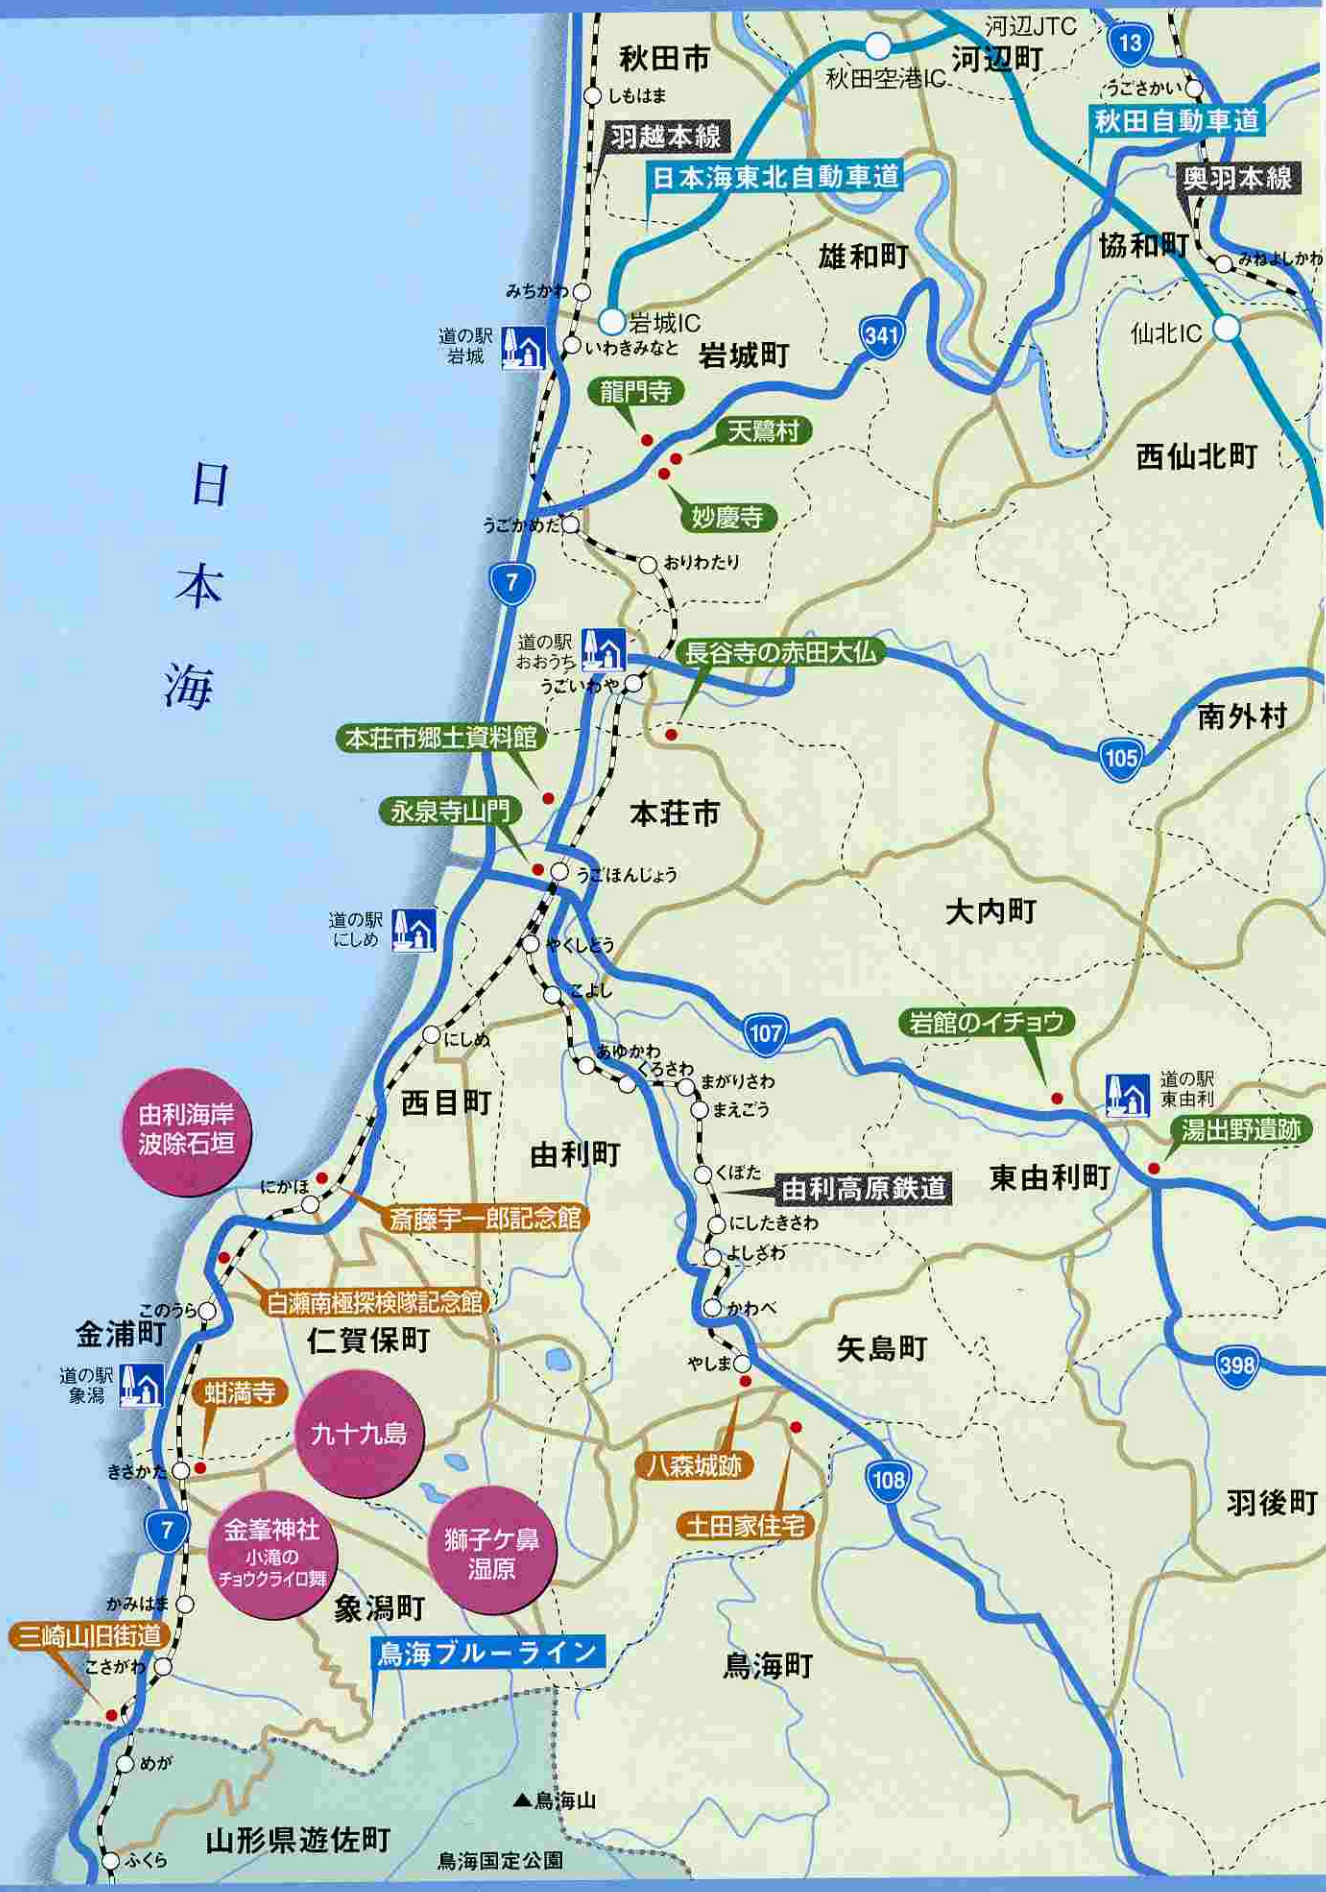 河辺JTC
13
秋田市
河辺町
秋田空港IC
しもはま
うごさかい
秋田自動車道
羽越本線
日本海東北自動車道
奥羽本線
雄和町
協和町
みねよしかわ
みちかわ
岩城IC
仙北IC
道の駅
岩城
いわきみなと
岩城町
341
龍門寺
天鷺村
西仙北町
日本海
妙慶寺
うごかめだ
おりわたり
7
道の駅
おおうち
長谷寺の赤田大仏
うごいわや
南外村
本荘市郷土資料館
105
永泉寺山門
本荘市
うごほんじょう
道の駅
にしめ
大内町
やくしどう
こよし
にしめ
107
岩館のイチョウ
あゆかわ
くろさわ
まがりさわ
道の駅
東由利
西目町
まえごう
由利海岸
波除石垣
湯出野遺跡
由利町
くぼた
東由利町
にかほ
由利高原鉄道
斎藤宇一郎記念館
にしたきさわ
よしざわ
白瀬南極探検隊記念館
このうら
かわべ
金浦町
仁賀保町
矢島町
やしま
398
道の駅
象潟
蚶満寺
九十九島
きさかた
八森城跡
108
羽後町
7
金峯神社
小滝の
チョウクライロ舞
獅子ケ鼻
湿原
土田家住宅
かみはま
象潟町
三崎山旧街道
鳥海ブルーライン
こさがわ
鳥海町
めが
▲鳥海山
山形県遊佐町
ふくら
鳥海国定公園